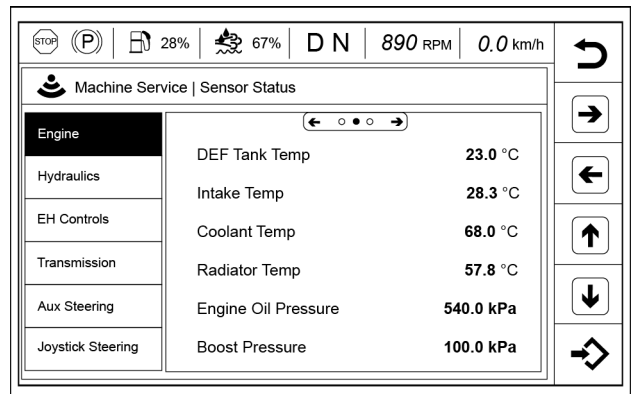 STOP (P) 28% 67% D N 890 RPM 0.0 km/h
Machine Service | Sensor Status
Engine
Hydraulics
EH Controls
Transmission
Aux Steering
Joystick Steering
DEF Tank Temp 23.0 °C
Intake Temp 28.3 °C
Coolant Temp 68.0 °C
Radiator Temp 57.8 °C
Engine Oil Pressure 540.0 kPa
Boost Pressure 100.0 kPa